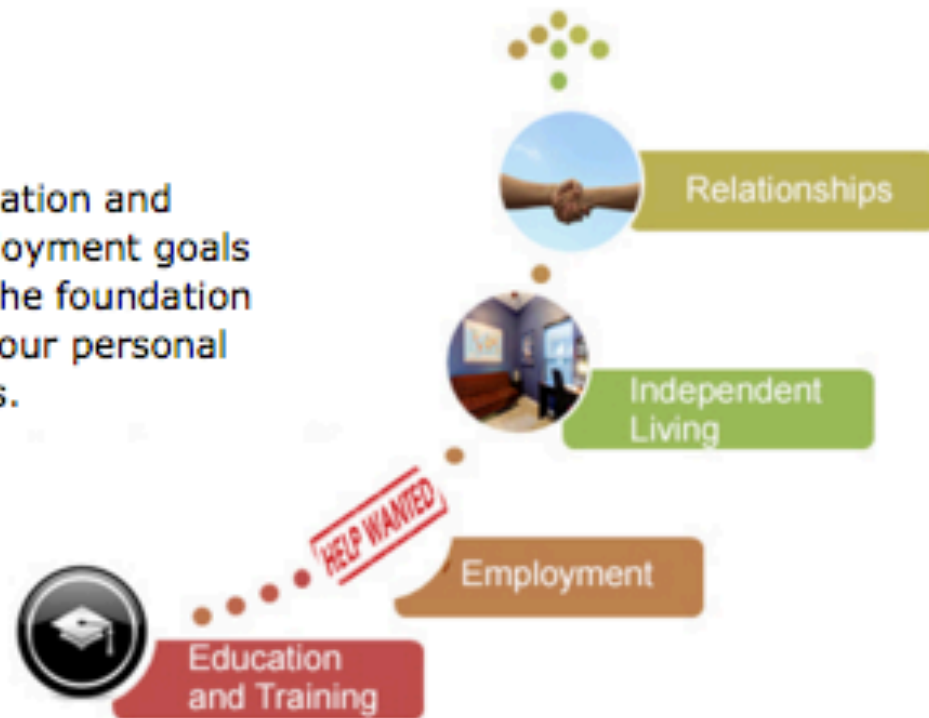 ation and
oyment goals
he foundation
our personal
s.
Relationships
Independent
Living
HELP WANTED
Employment
Education
and Training